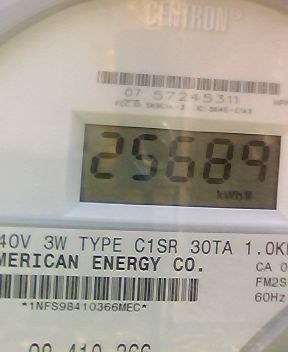 CENTRON®
07 57245311
25689
kWh
40V 3W TYPE C1SR 30TA 1.0K
MERICAN ENERGY CO.
CA 0
FM2S
60Hz
*1NFS98410366MEC*